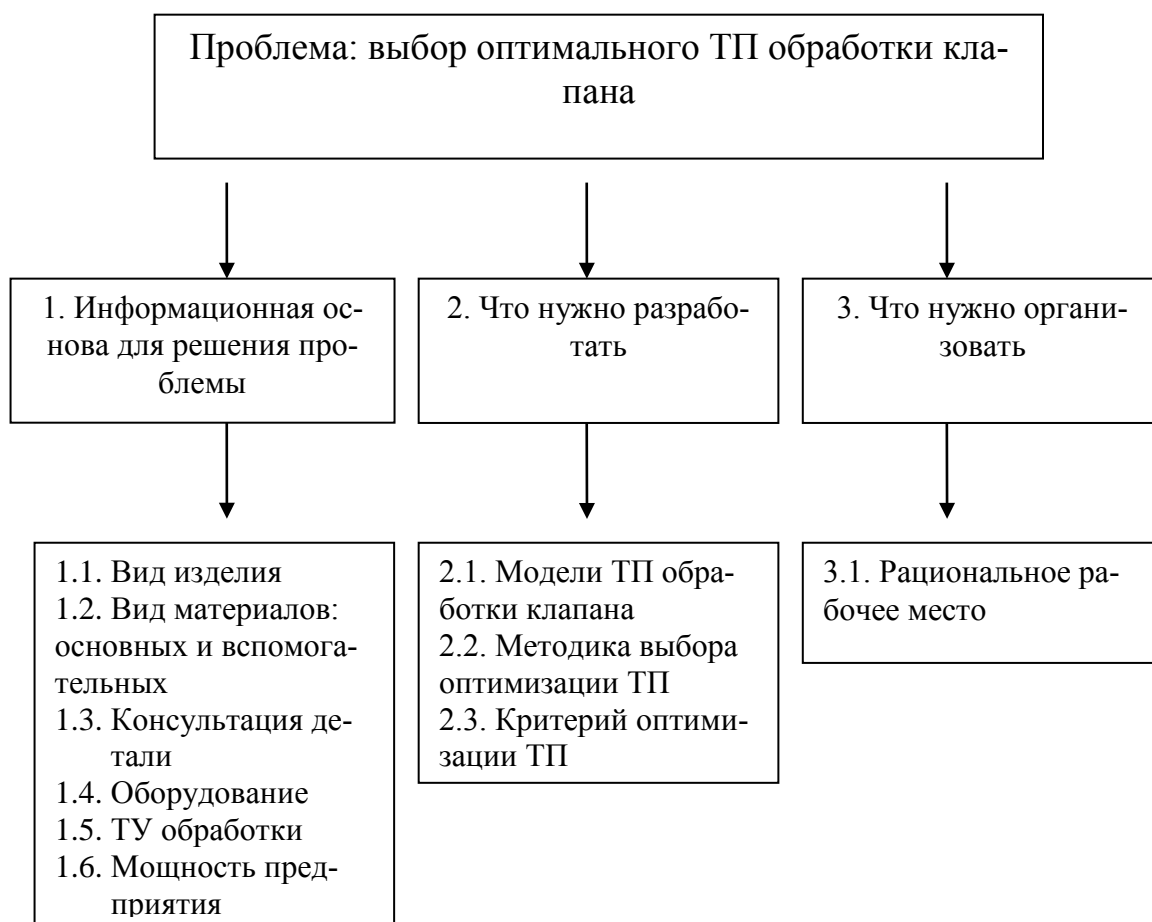 Проблема: выбор оптимального ТП обработки кла-
пана
1. Информационная ос-
нова для решения про-
блемы
2. Что нужно разрабо-
тать
3. Что нужно органи-
зовать
1.1. Вид изделия
1.2. Вид материалов:
основных и вспомога-
тельных
1.3. Консультация де-
тали
1.4. Оборудование
1.5. ТУ обработки
1.6. Мощность пред-
приятия
2.1. Модели ТП обра-
ботки клапана
2.2. Методика выбора
оптимизации ТП
2.3. Критерий оптими-
зации ТП
3.1. Рациональное ра-
бочее место